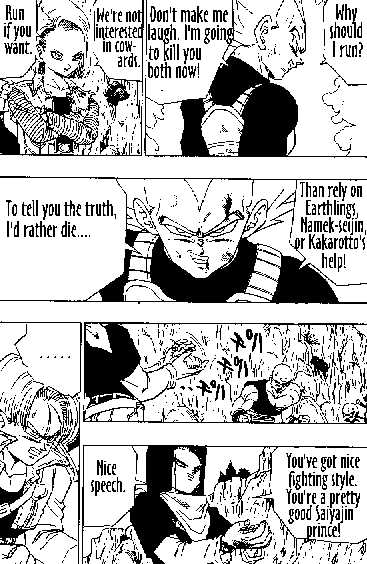 Run
if you
want.
We're not
interested
in cow-
ards.
Don't make me
laugh. I'm going
to kill you
both now!
Why
should
I run?
To tell you the truth,
I'd rather die....
Than rely on
Earthlings,
Namek-seijin,
or Kakarotto's
help!
.....
Nice
speech.
You've got nice
fighting style.
You're a pretty
good Saiyajin
prince!